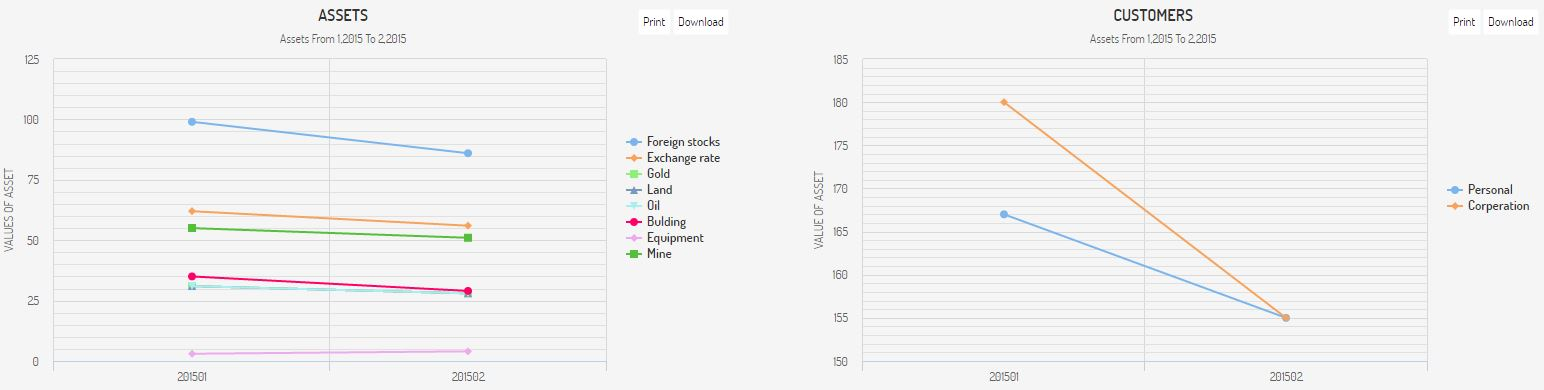 ASSETS
Print Download
Assets From 1,2015 To 2,2015
125
100
75
50
25
0
VALUES OF ASSET
201501 201502
Foreign stocks
Exchange rate
Gold
Land
Oil
Bulding
Equipment
Mine
CUSTOMERS
Print Download
Assets From 1,2015 To 2,2015
185
180
175
170
165
160
155
150
VALUE OF ASSET
201501 201502
Personal
Corperation